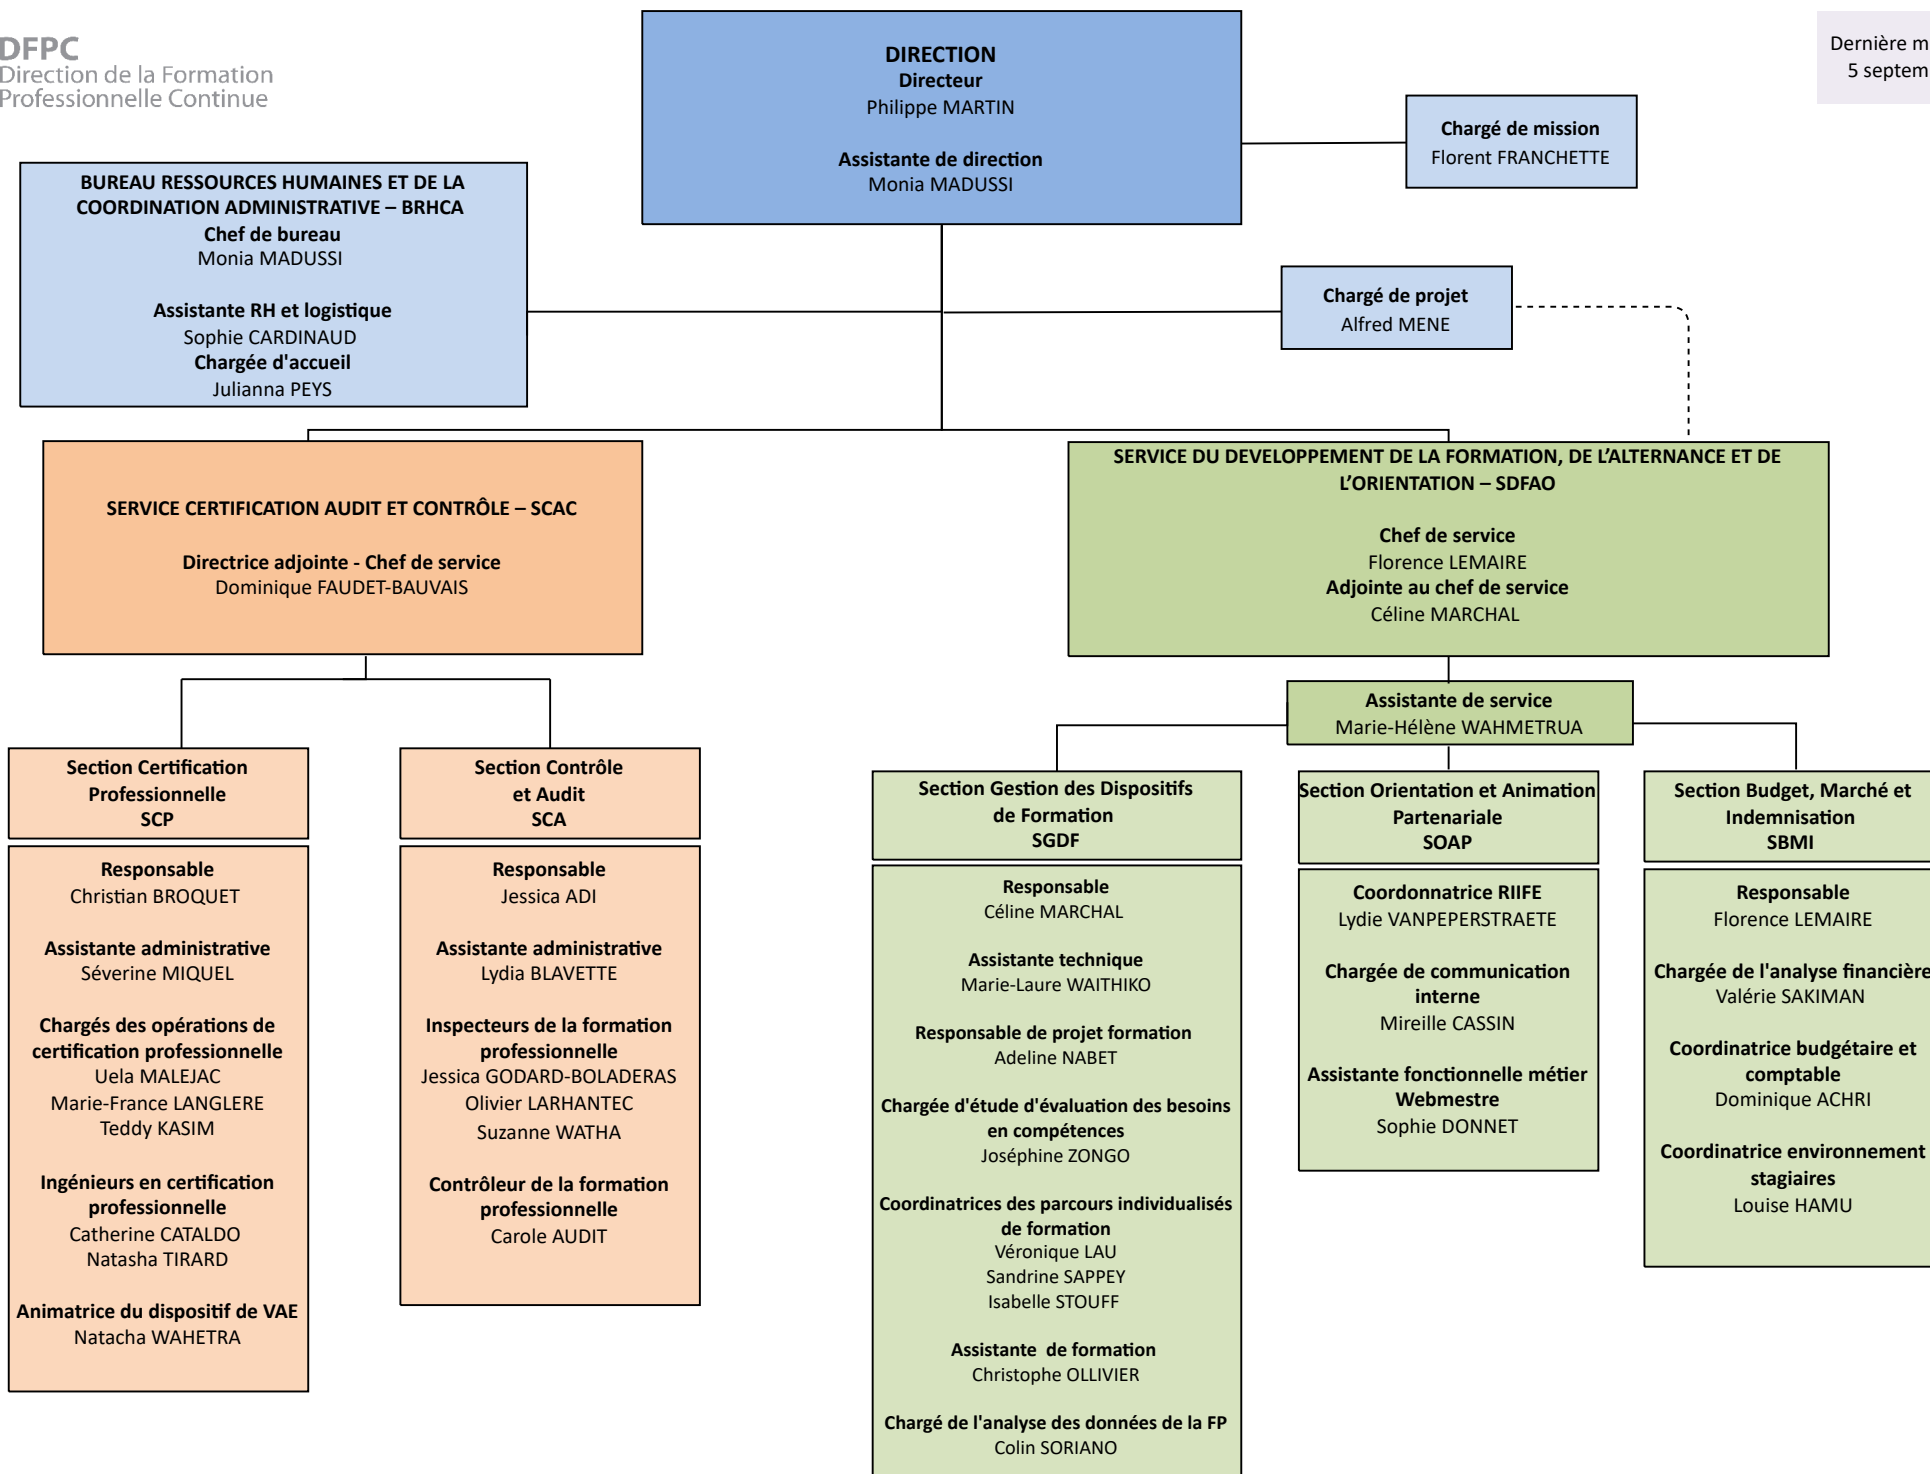 DFPC
Direction de la Formation
Professionnelle Continue
DIRECTION
Directeur
Philippe MARTIN
Assistante de direction
Monia MADUSSI
Dernière
5
Chargé de mission
Florent FRANCHETTE
BUREAU RESSOURCES HUMAINES ET DE LA
COORDINATION ADMINISTRATIVE – BRHCA
Chef de bureau
Monia MADUSSI
Assistante RH et logistique
Sophie CARDINAUD
Chargée d'accueil
Julianna PEYS
Chargé de projet
Alfred MENE
SERVICE CERTIFICATION AUDIT ET CONTRÔLE – SCAC
Directrice adjointe - Chef de service
Dominique FAUDET-BAUVAIS
SERVICE DU DEVELOPPEMENT DE LA FORMATION, DE L’ALTERNANCE ET DE
L’ORIENTATION – SDFAO
Chef de service
Florence LEMAIRE
Adjointe au chef de service
Céline MARCHAL
Assistante de service
Marie-Hélène WAHMETRUA
Section Certification
Professionnelle
SCP
Responsable
Christian BROQUET
Assistante administrative
Séverine MIQUEL
Chargés des opérations de
certification professionnelle
Uela MALEJAC
Marie-France LANGLERE
Teddy KASIM
Ingénieurs en certification
professionnelle
Catherine CATALDO
Natasha TIRARD
Animatrice du dispositif de VAE
Natacha WAHETRA
Section Contrôle
et Audit
SCA
Responsable
Jessica ADI
Assistante administrative
Lydia BLAVETTE
Inspecteurs de la formation
professionnelle
Jessica GODARD-BOLADERAS
Olivier LARHANTEC
Suzanne WATHA
Contrôleur de la formation
professionnelle
Carole AUDIT
Section Gestion des Dispositifs
de Formation
SGDF
Responsable
Céline MARCHAL
Assistante technique
Marie-Laure WAITHIKO
Responsable de projet formation
Adeline NABET
Chargée d'étude d'évaluation des besoins
en compétences
Joséphine ZONGO
Coordinatrices des parcours individualisés
de formation
Véronique LAU
Sandrine SAPPEY
Isabelle STOUFF
Assistante de formation
Christophe OLLIVIER
Chargé de l'analyse des données de la FP
Colin SORIANO
Section Orientation et Animation
Partenariale
SOAP
Coordonnatrice RIIFE
Lydie VANPEPERSTRAETE
Chargée de communication
interne
Mireille CASSIN
Assistante fonctionnelle métier
Webmestre
Sophie DONNET
Section Budget, Marché et
Indemnisation
SBMI
Responsable
Florence LEMAIRE
Chargée de l'analyse financière
Valérie SAKIMAN
Coordinatrice budgétaire et
comptable
Dominique ACHRI
Coordinatrice environnement
stagiaires
Louise HAMU